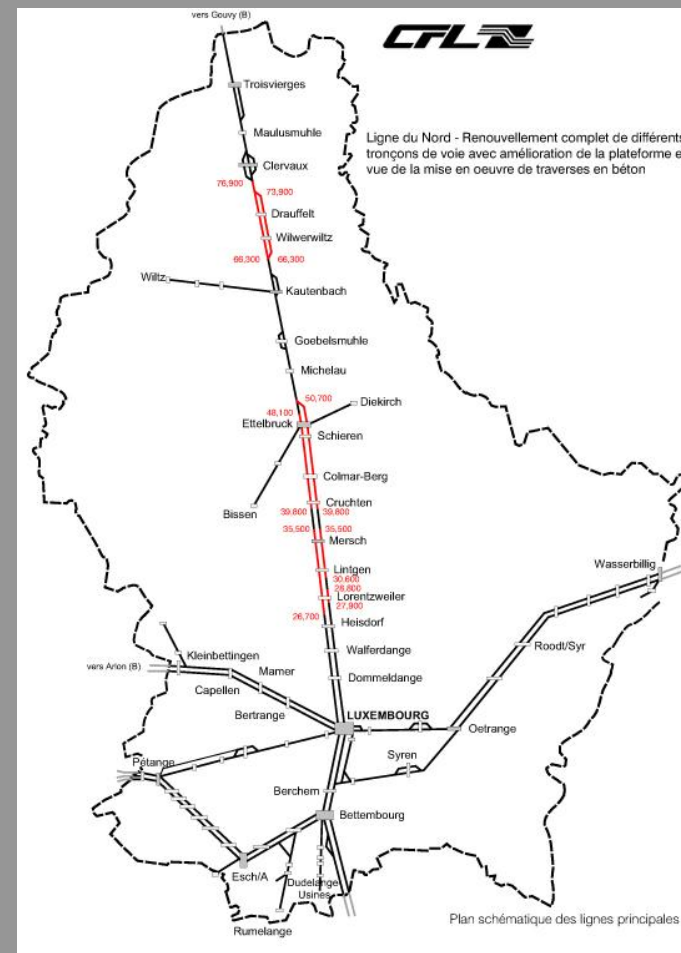 vers Gouvy (B)
CFL
Troisvierges
Ligne du Nord - Renouvellement complet de différents
tronçons de voie avec amélioration de la plateforme e
vue de la mise en oeuvre de traverses en béton
Maulusmuhle
Clervaux
76,900
73,900
Drauffelt
Wilwerwiltz
66,300
66,300
Wiltz
Kautenbach
Goebelsmuhle
Michelau
50,700
Diekirch
48,100
Ettelbruck
Schieren
Colmar-Berg
Cruchten
Bissen
39,800
39,800
35,500
35,500
Mersch
Wasserbillig
Lintgen
30,600
28,800
Lorentzweiler
27,900
26,700
Heisdorf
Roodt/Syr
Kleinbettingen
Walferdange
vers Arlon (B)
Mamer
Dommeldange
Capellen
Bertrange
LUXEMBOURG
Oetrange
Syren
Pétange
Berchem
Bettembourg
Esch/A
Dudelange
Usines
Rumelange
Plan schématique des lignes principales